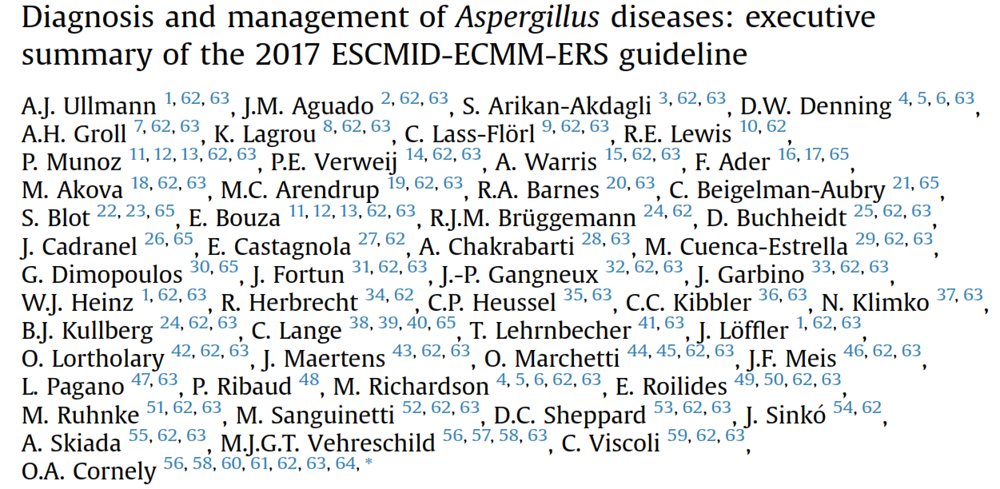 Diagnosis and management of Aspergillus diseases: executive
summary of the 2017 ESCMID-ECMM-ERS guideline
A.J. Ullmann 1, 62, 63, J.M. Aguado 2, 62, 63, S. Arikan-Akdagli 3, 62, 63, D.W. Denning 4, 5, 6, 63,
A.H. Groll 7, 62, 63, K. Lagrou 8, 62, 63, C. Lass-Flörl 9, 62, 63, R.E. Lewis 10, 62,
P. Munoz 11, 12, 13, 62, 63, P.E. Verweij 14, 62, 63, A. Warris 15, 62, 63, F. Ader 16, 17, 65,
M. Akova 18, 62, 63, M.C. Arendrup 19, 62, 63, R.A. Barnes 20, 63, C. Beigelman-Aubry 21, 65,
S. Blot 22, 23, 65, E. Bouza 11, 12, 13, 62, 63, R.J.M. Brüggemann 24, 62, D. Buchheidt 25, 62, 63,
J. Cadranel 26, 65, E. Castagnola 27, 62, A. Chakrabarti 28, 63, M. Cuenca-Estrella 29, 62, 63,
G. Dimopoulos 30, 65, J. Fortun 31, 62, 63, J.-P. Gangneux 32, 62, 63, J. Garbino 33, 62, 63,
W.J. Heinz 1, 62, 63, R. Herbrecht 34, 62, C.P. Heussel 35, 63, C.C. Kibbler 36, 63, N. Klimko 37, 63,
B.J. Kullberg 24, 62, 63, C. Lange 38, 39, 40, 65, T. Lehrnbecher 41, 63, J. Löffler 1, 62, 63,
O. Lortholary 42, 62, 63, J. Maertens 43, 62, 63, O. Marchetti 44, 45, 62, 63, J.F. Meis 46, 62, 63,
L. Pagano 47, 63, P. Ribaud 48, M. Richardson 4, 5, 6, 62, 63, E. Roilides 49, 50, 62, 63,
M. Ruhnke 51, 62, 63, M. Sanguinetti 52, 62, 63, D.C. Sheppard 53, 62, 63, J. Sinkó 54, 62,
A. Skiada 55, 62, 63, M.J.G.T. Vehreschild 56, 57, 58, 63, C. Viscoli 59, 62, 63,
O.A. Cornely 56, 58, 60, 61, 62, 63, 64, *